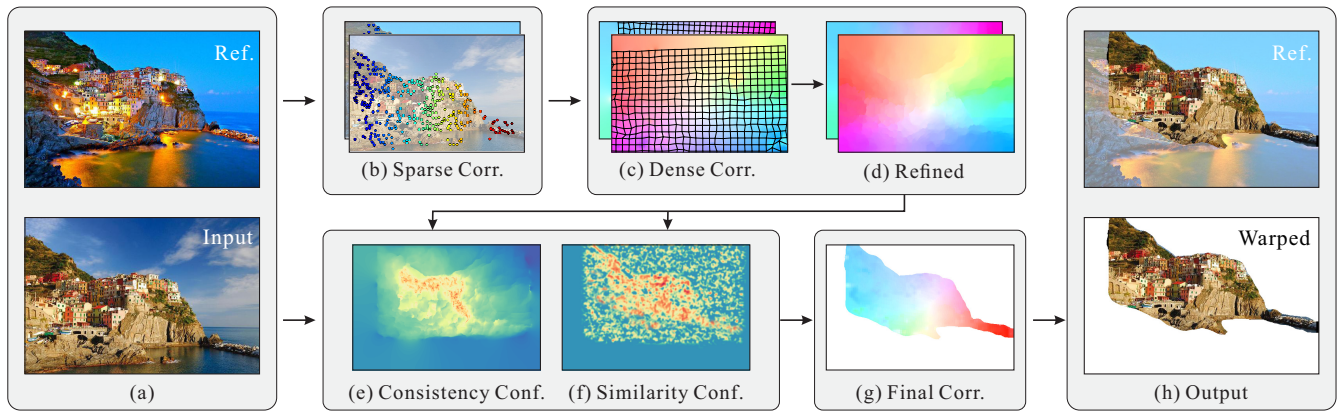 Ref.
Input
(a)
(b) Sparse Corr.
(c) Dense Corr.
(d) Refined
(e) Consistency Conf.
(f) Similarity Conf.
(g) Final Corr.
Ref.
Warped
(h) Output